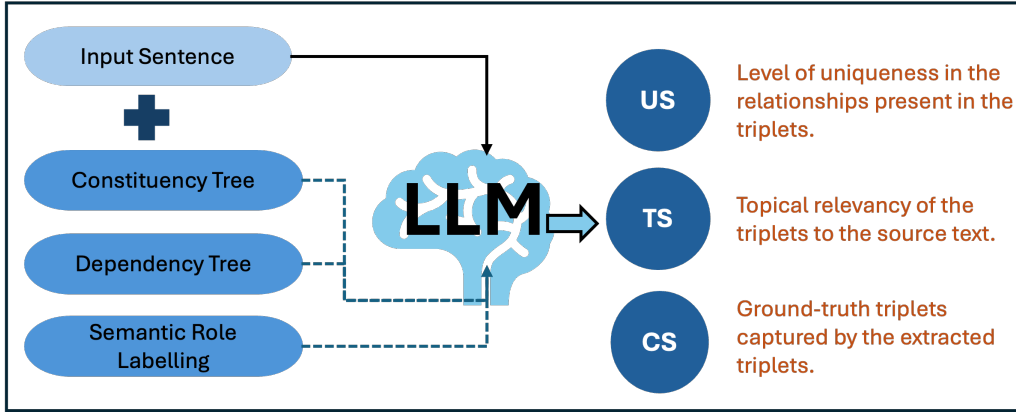 Input Sentence
Constituency Tree
Dependency Tree
Semantic Role
Labelling
LLM
US
Level of uniqueness in the
relationships present in the
triplets.
TS
Topical relevancy of the
triplets to the source text.
CS
Ground-truth triplets
captured by the extracted
triplets.